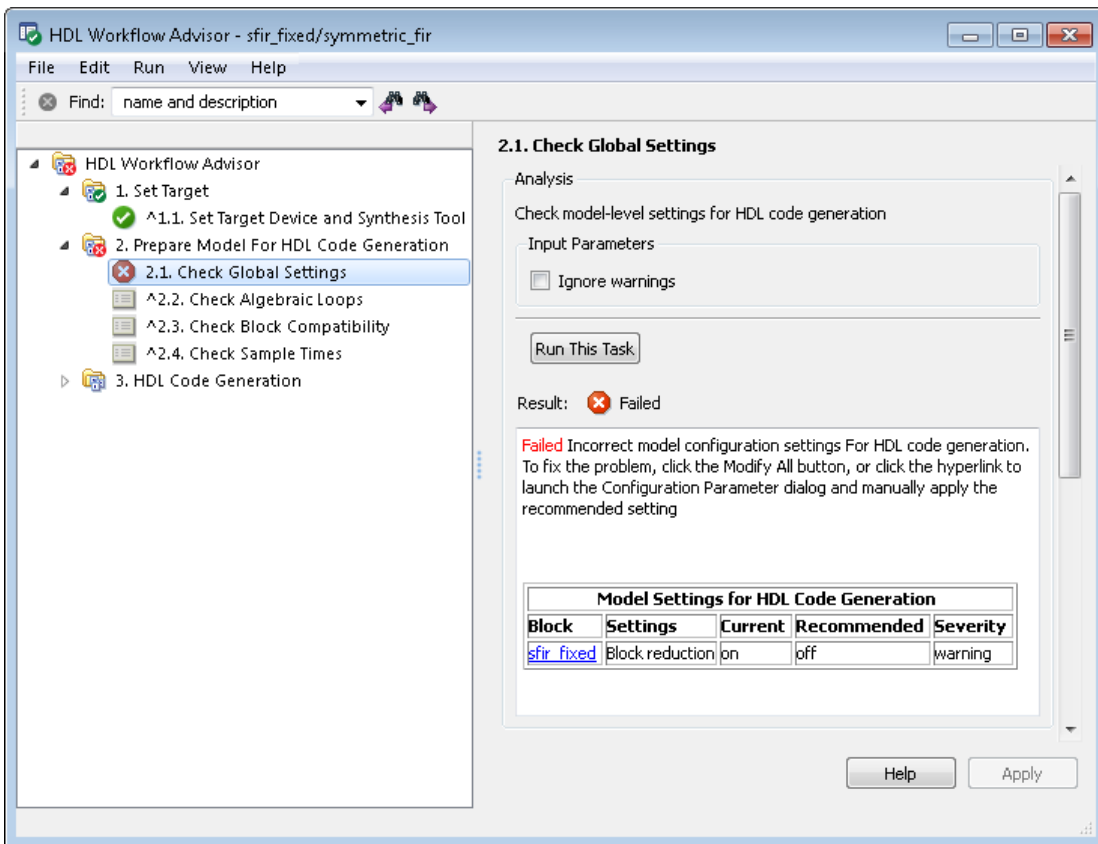 HDL Workflow Advisor - sfir_fixed/symmetric_fir
File Edit Run View Help
Find: name and description
HDL Workflow Advisor
1. Set Target
^1.1. Set Target Device and Synthesis Tool
2. Prepare Model For HDL Code Generation
2.1. Check Global Settings
^2.2. Check Algebraic Loops
^2.3. Check Block Compatibility
^2.4. Check Sample Times
3. HDL Code Generation
2.1. Check Global Settings
Analysis
Check model-level settings for HDL code generation
Input Parameters
Ignore warnings
Run This Task
Result: Failed
Failed Incorrect model configuration settings For HDL code generation.
To fix the problem, click the Modify All button, or click the hyperlink to
launch the Configuration Parameter dialog and manually apply the
recommended setting
Model Settings for HDL Code Generation
Block Settings Current Recommended Severity
sfir_fixed Block reduction on off warning
Help Apply